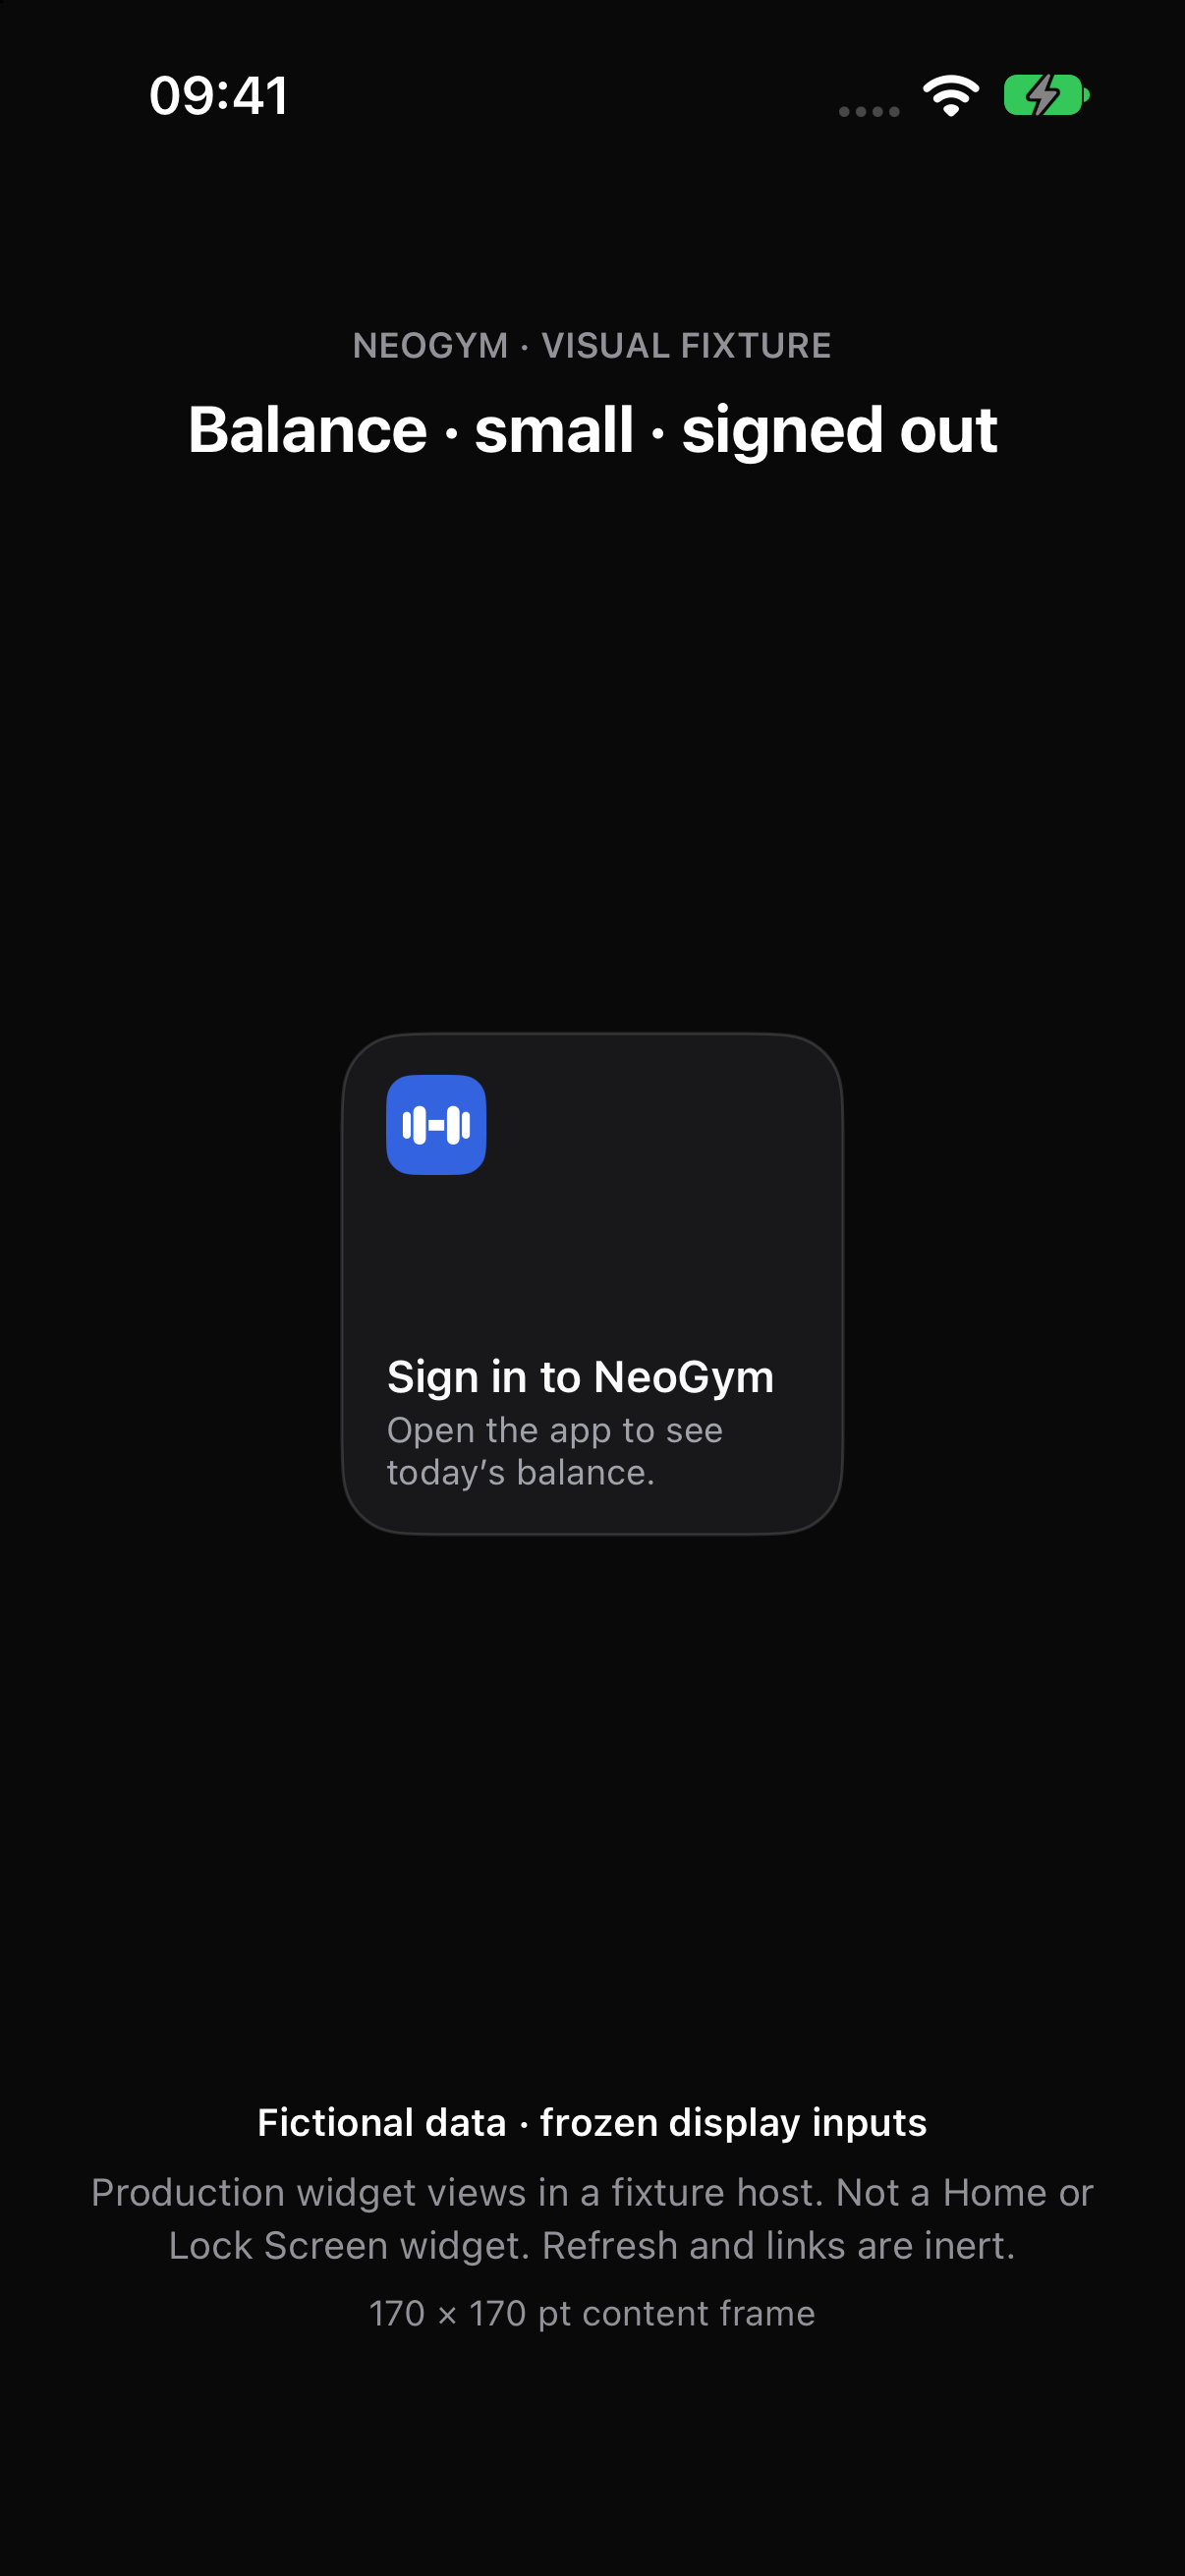 09:41
NEOGYM · VISUAL FIXTURE
Balance · small · signed out
Sign in to NeoGym
Open the app to see
today’s balance.
Fictional data · frozen display inputs
Production widget views in a fixture host. Not a Home or
Lock Screen widget. Refresh and links are inert.
170 × 170 pt content frame